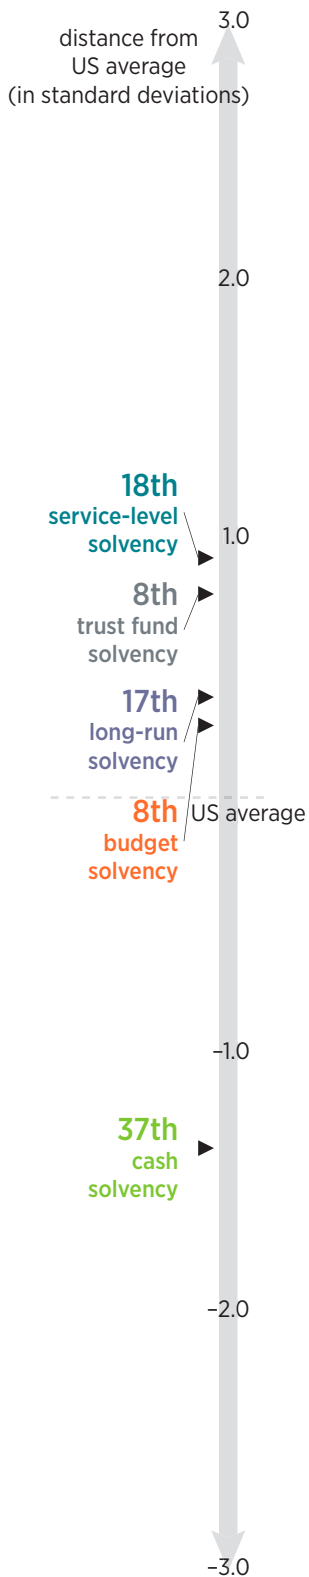 3.0
distance from
US average
(in standard deviations)
2.0
18th
service-level
solvency
1.0
8th
trust fund
solvency
17th
long-run
solvency
8th
US average
budget
solvency
–1.0
37th
cash
solvency
–2.0
–3.0